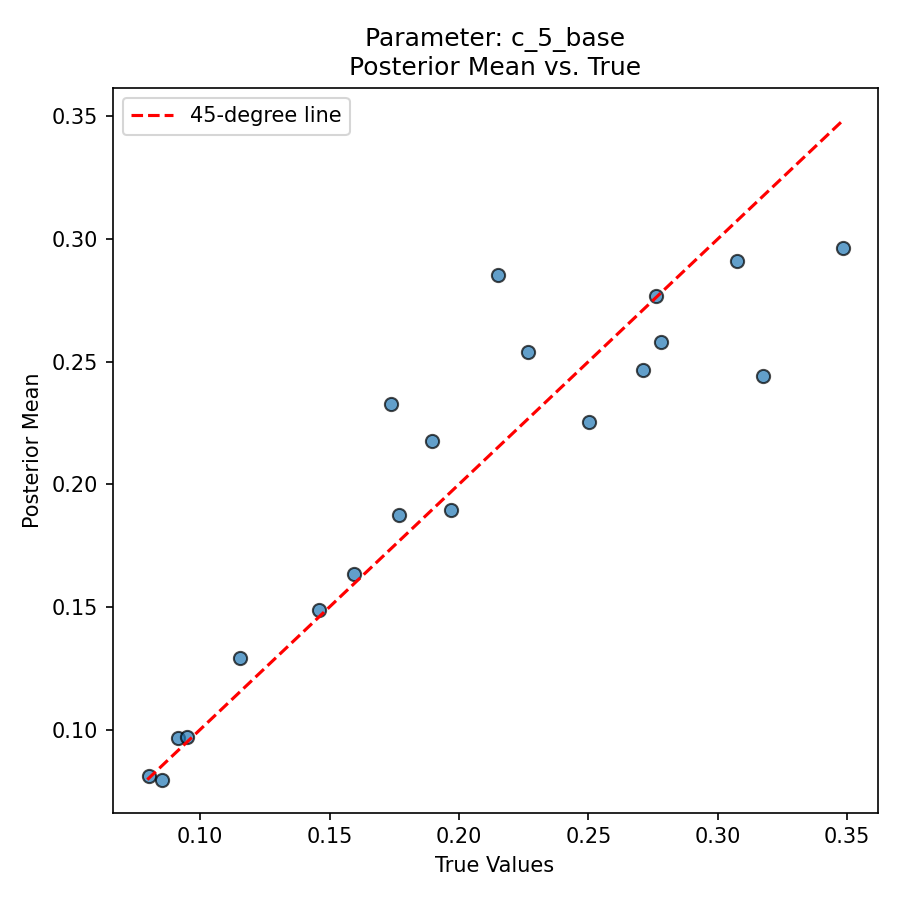 Parameter: c_5_base
Posterior Mean vs. True
45-degree line
0.35
0.30
0.25
0.20
0.15
0.10
Posterior Mean
0.10 0.15 0.20 0.25 0.30 0.35
True Values